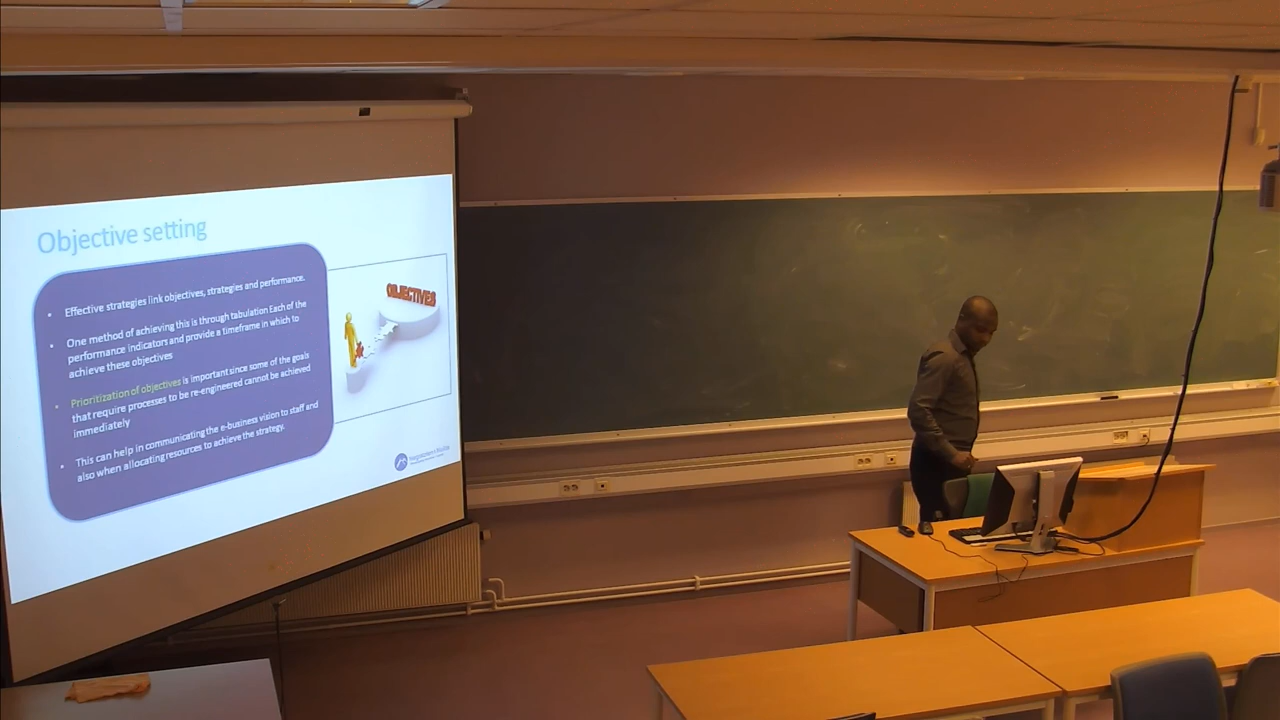 Objective setting
• Effective strategies link objectives, strategies and performance.
• One method of achieving this is through tabulation Each of the
performance indicators and provide a timeframe in which to
achieve these objectives
• Prioritization of objectives is important since some of the goals
that require processes to be re-engineered cannot be achieved
immediately
• This can help in communicating the e-business vision to staff and
also when allocating resources to achieve the strategy.
OBJECTIVES